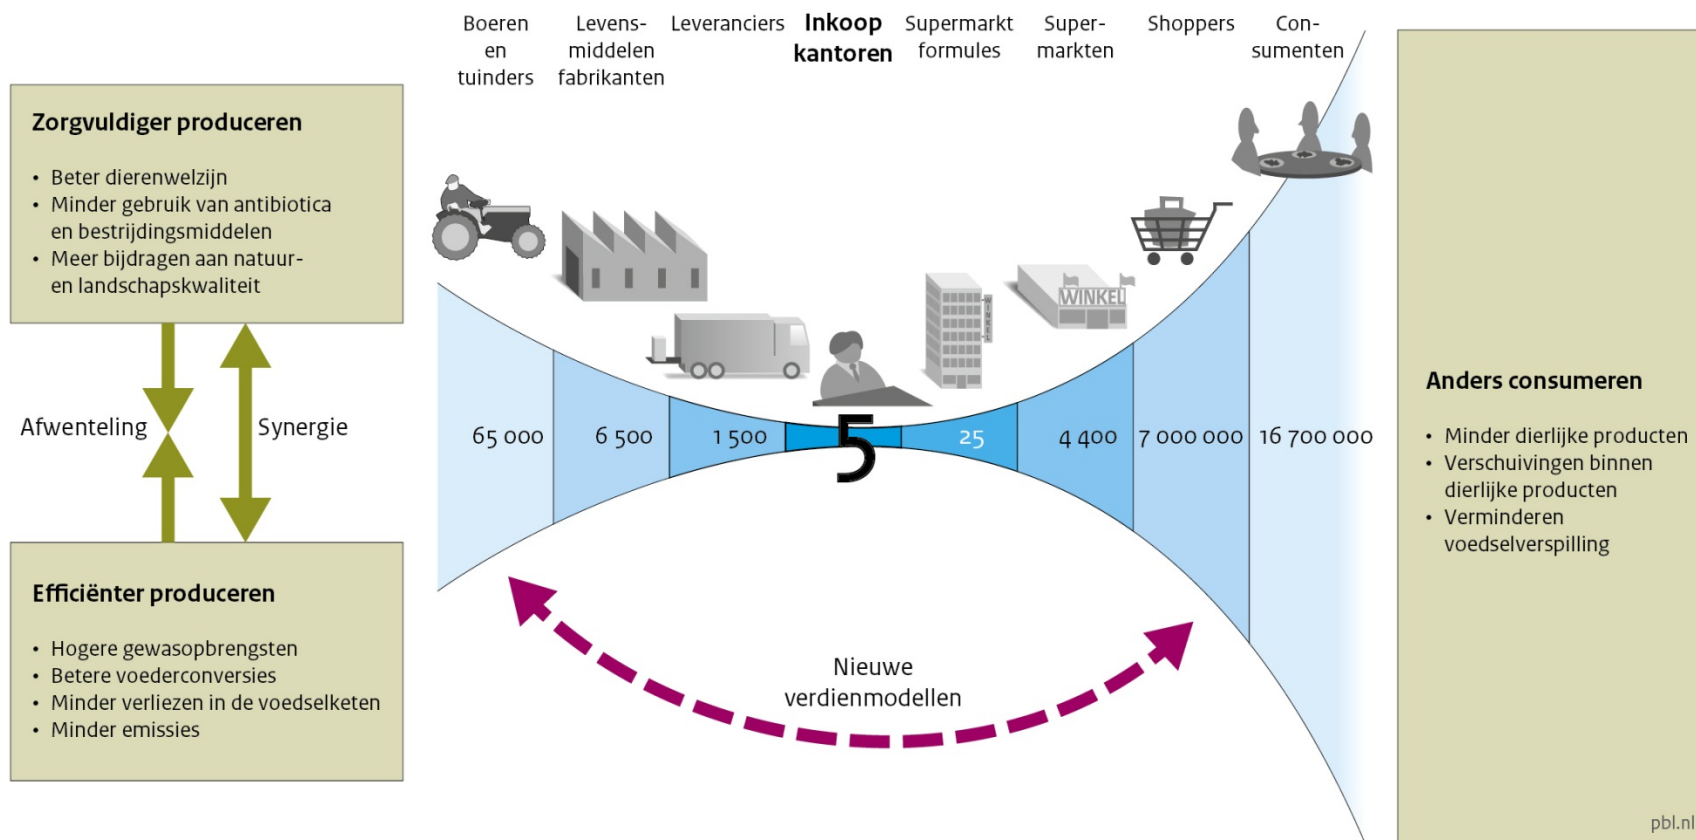 Boeren
en
tuinders
Levens-
middelen
fabrikanten
Leveranciers
Inkoop
kantoren
Supermarkt
formules
Super-
markten
Shoppers
Con-
sumenten
Zorgvuldiger produceren
• Beter dierenwelzijn
• Minder gebruik van antibiotica
en bestrijdingsmiddelen
• Meer bijdragen aan natuur-
en landschapskwaliteit
Afwenteling
Synergie
Efficiënter produceren
• Hogere gewasopbrengsten
• Betere voederconversies
• Minder verliezen in de voedselketen
• Minder emissies
WINKEL
WINKEL
65 000
6 500
1 500
5
25
4 400
7 000 000
16 700 000
Nieuwe
verdienmodellen
Anders consumeren
• Minder dierlijke producten
• Verschuivingen binnen
dierlijke producten
• Verminderen
voedselverspilling
pbl.nl